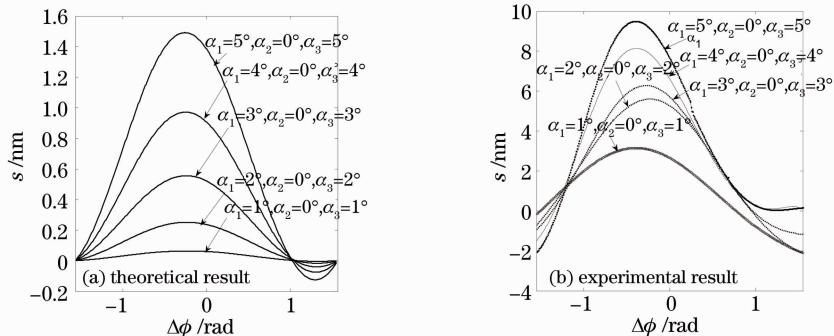 1.6
1.4
1.2
1.0
0.8
0.6
0.4
0.2
0
−0.2
s /nm
α₁=5°,α₂=0°,α₃=5°
α₁=4°,α₂=0°,α₃=4°
α₁=3°,α₂=0°,α₃=3°
α₁=2°,α₂=0°,α₃=2°
α₁=1°,α₂=0°,α₃=1°
(a) theoretical result
−1
0
1
Δϕ /rad
10
8
6
4
2
0
−2
−4
s /nm
α₁=5°,α₂=0°,α₃=5°
α₁
α₁=4°,α₂=0°,α₃=4°
α₁=2°,α₂=0°,α₃=2°
α₁=3°,α₂=0°,α₃=3°
α₁=1°,α₂=0°,α₃=1°
(b) experimental result
−1
0
1
Δϕ /rad